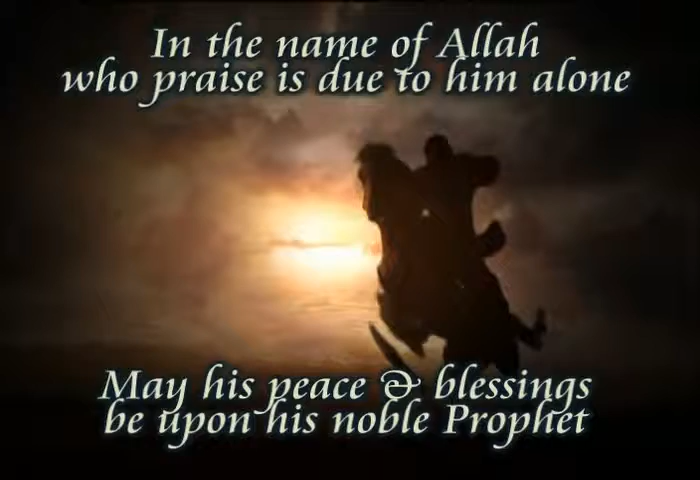 In the name of Allah
who praise is due to him alone
May his peace & blessings
be upon his noble Prophet